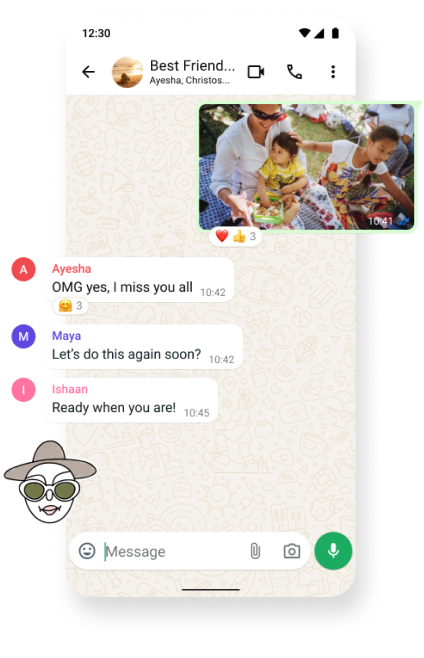 12:30
Best Friend...
Ayesha, Christos...
10:41
3
A
Ayesha
OMG yes, I miss you all 10:42
3
M
Maya
Let's do this again soon? 10:42
I
Ishaan
Ready when you are! 10:45
Message